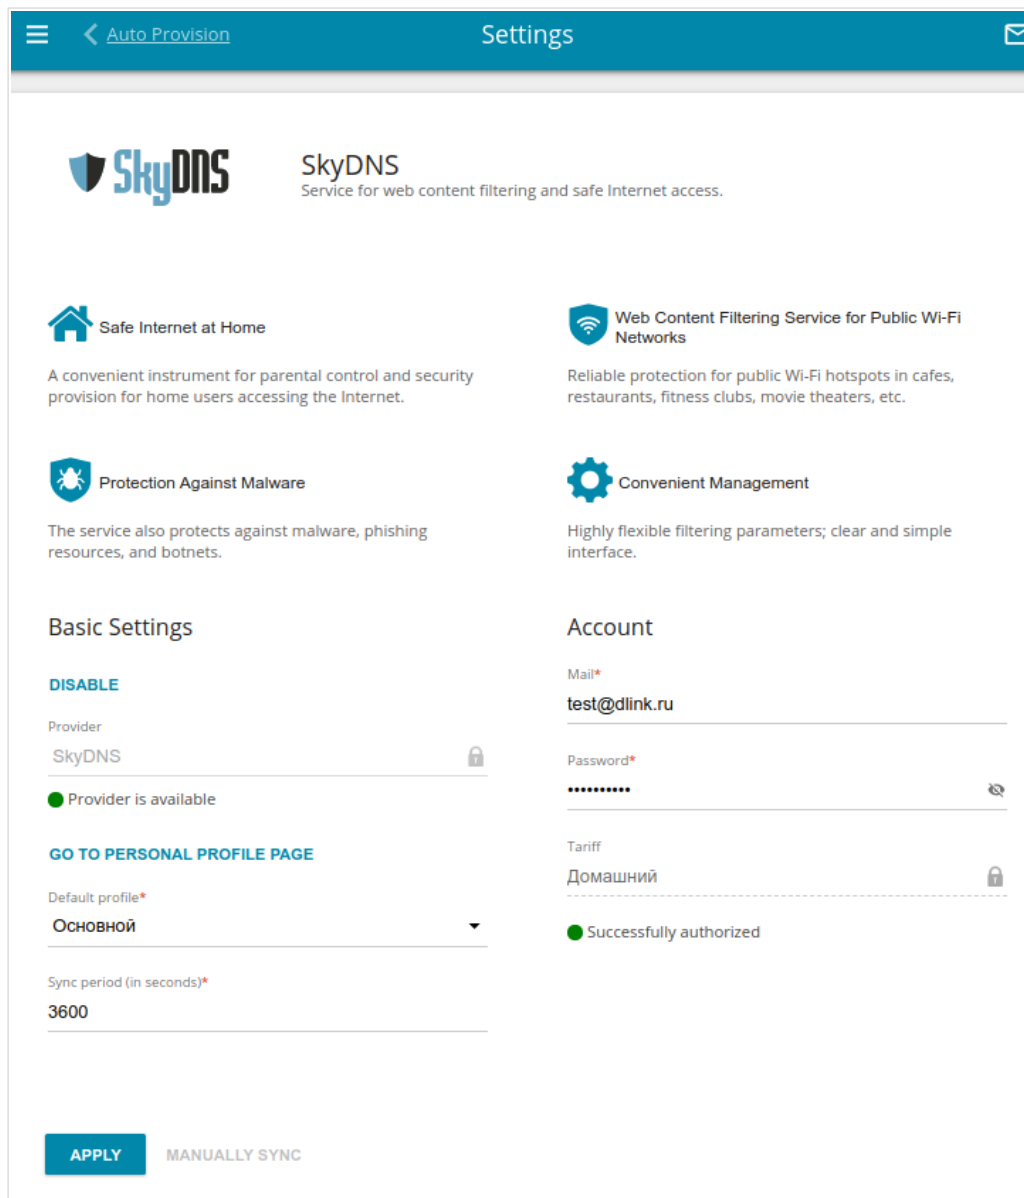 Auto Provision
Settings
SkyDNS
SkyDNS
Service for web content filtering and safe Internet access.
Safe Internet at Home
A convenient instrument for parental control and security
provision for home users accessing the Internet.
Web Content Filtering Service for Public Wi-Fi
Networks
Reliable protection for public Wi-Fi hotspots in cafes,
restaurants, fitness clubs, movie theaters, etc.
Protection Against Malware
The service also protects against malware, phishing
resources, and botnets.
Convenient Management
Highly flexible filtering parameters; clear and simple
interface.
Basic Settings
DISABLE
Provider
SkyDNS
Provider is available
GO TO PERSONAL PROFILE PAGE
Default profile*
Основной
Sync period (in seconds)*
3600
Account
Mail*
test@dlink.ru
Password*
••••••••••
Tariff
Домашний
Successfully authorized
APPLY
MANUALLY SYNC